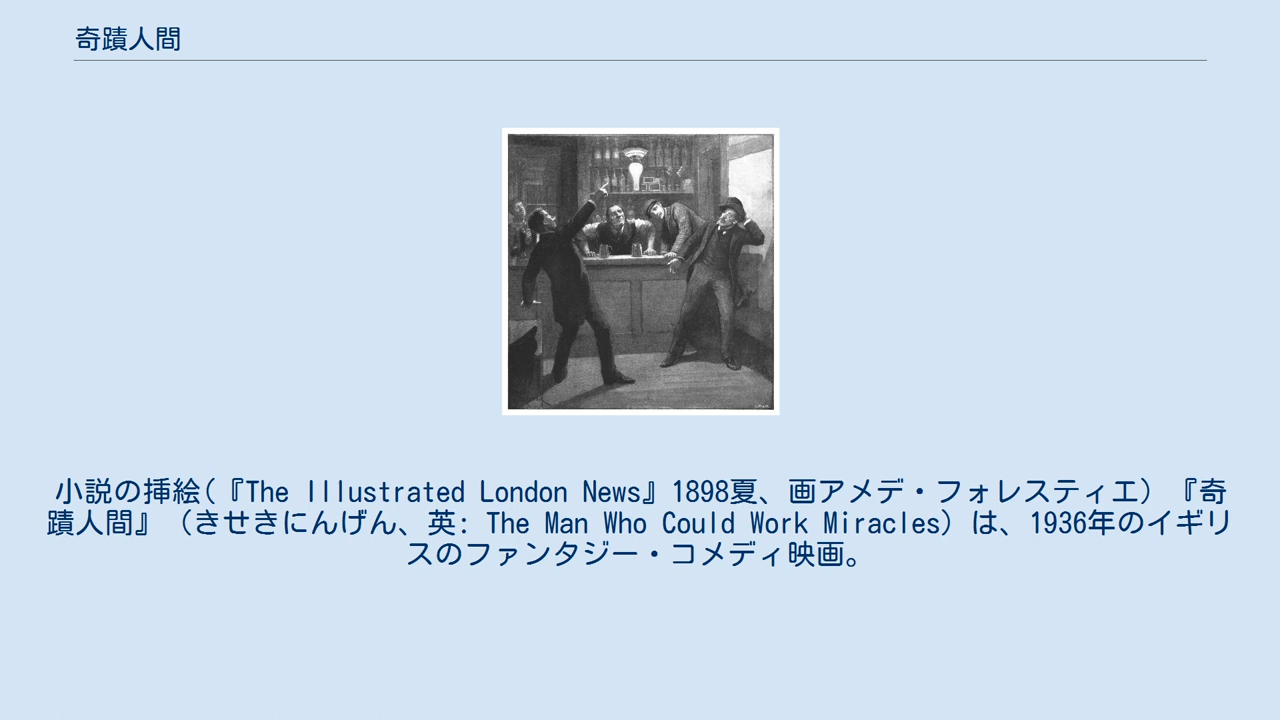 奇蹟人間
小説の挿絵(『The Illustrated London News』1898夏、画アメデ・フォレスティエ) 『奇
蹟人間』（きせきにんげん、英: The Man Who Could Work Miracles）は、1936年のイギリ
スのファンタジー・コメディ映画。